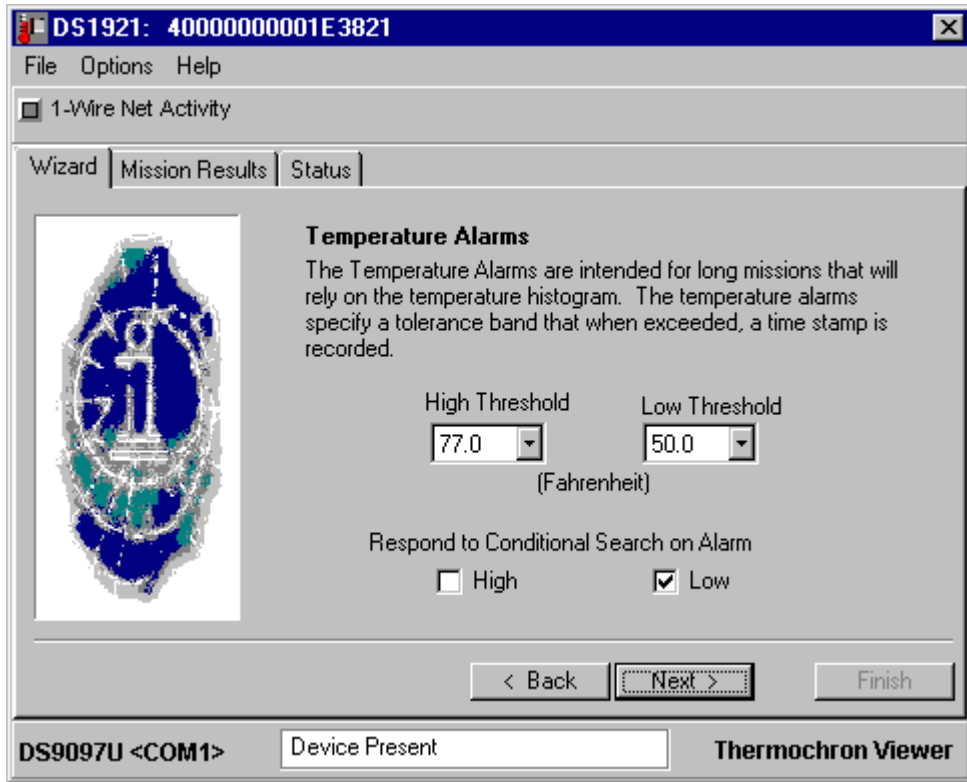 DS1921: 40000000001E3821
File Options Help
1-Wire Net Activity
Wizard Mission Results Status
Temperature Alarms
The Temperature Alarms are intended for long missions that will
rely on the temperature histogram. The temperature alarms
specify a tolerance band that when exceeded, a time stamp is
recorded.
High Threshold Low Threshold
77.0 50.0
(Fahrenheit)
Respond to Conditional Search on Alarm
High Low
< Back Next > Finish
DS9097U <COM1> Device Present Thermochron Viewer